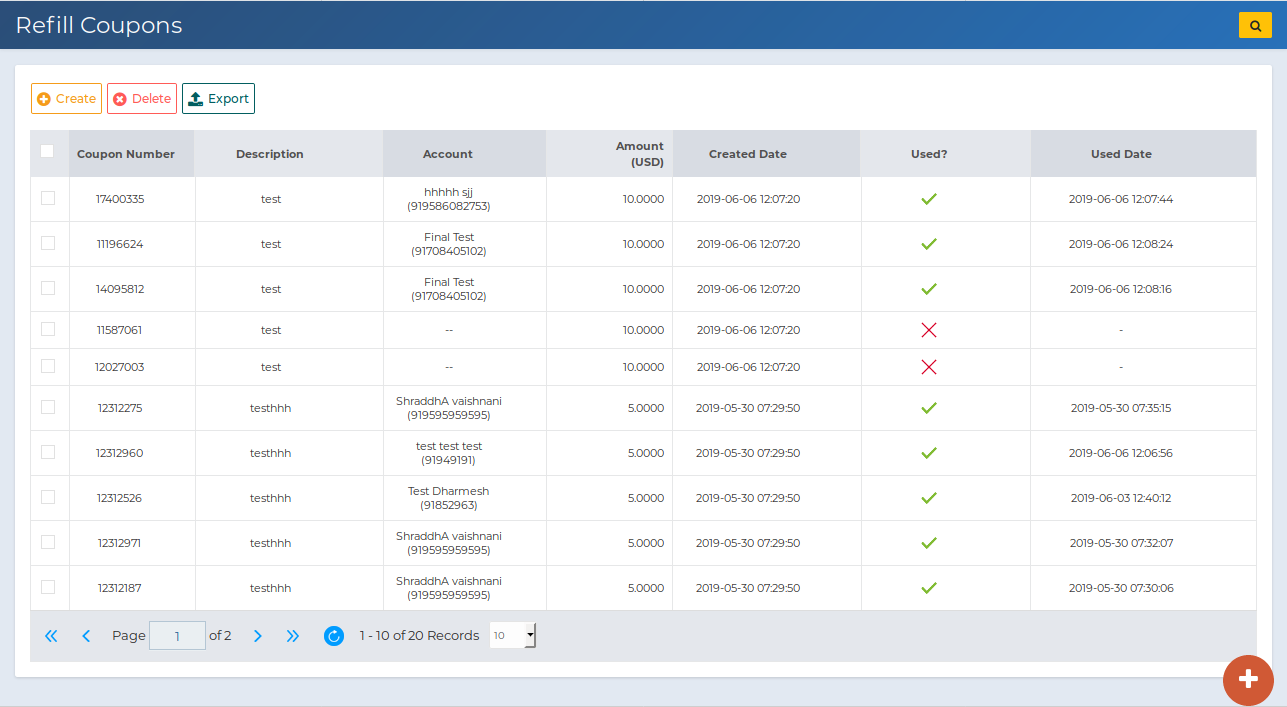 Refill Coupons
Create Delete Export
Coupon Number Description Account Amount (USD) Created Date Used? Used Date
17400335 test hhhhh sjj (919586082753) 10.0000 2019-06-06 12:07:20 2019-06-06 12:07:44
11196624 test Final Test (91708405102) 10.0000 2019-06-06 12:07:20 2019-06-06 12:08:24
14095812 test Final Test (91708405102) 10.0000 2019-06-06 12:07:20 2019-06-06 12:08:16
11587061 test -- 10.0000 2019-06-06 12:07:20 -
12027003 test -- 10.0000 2019-06-06 12:07:20 -
12312275 testhhh ShraddhA vaishnani (919595959595) 5.0000 2019-05-30 07:29:50 2019-05-30 07:35:15
12312960 testhhh test test test (91949191) 5.0000 2019-05-30 07:29:50 2019-06-06 12:06:56
12312526 testhhh Test Dharmesh (91852963) 5.0000 2019-05-30 07:29:50 2019-06-03 12:40:12
12312971 testhhh ShraddhA vaishnani (919595959595) 5.0000 2019-05-30 07:29:50 2019-05-30 07:32:07
12312187 testhhh ShraddhA vaishnani (919595959595) 5.0000 2019-05-30 07:29:50 2019-05-30 07:30:06
Page 1 of 2 1 - 10 of 20 Records 10